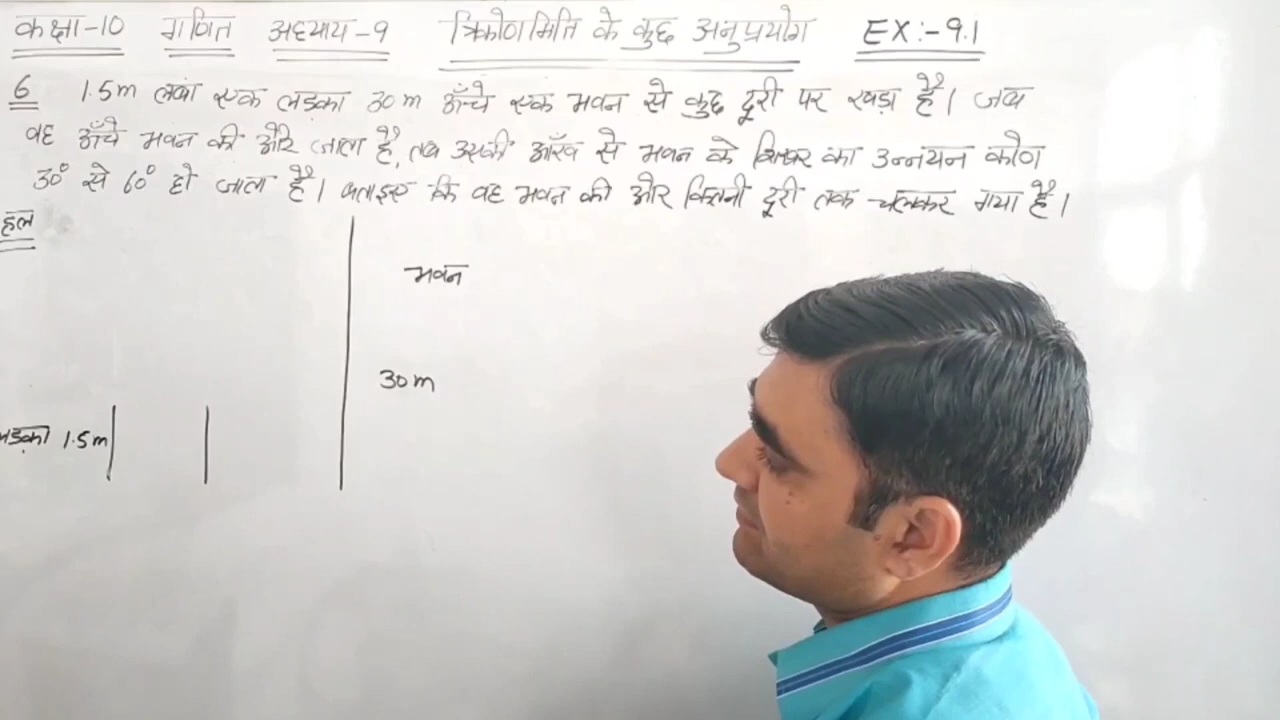 कक्षा-10 गणित अध्याय-9 त्रिकोणमिति के कुछ अनुप्रयोग EX:-9.1
6 1.5m लंबा एक लड़का 30 m ऊँचे एक भवन से कुछ दूरी पर खड़ा है। जब
वह ऊँचे भवन की ओर जाता है, तब उसकी आँख से भवन के शिखर का उन्नयन कोण
30° से 60° हो जाता है। बताइए कि वह भवन की ओर कितनी दूरी तक चलकर गया है।
हल
भवन
30m
लड़का 1.5m